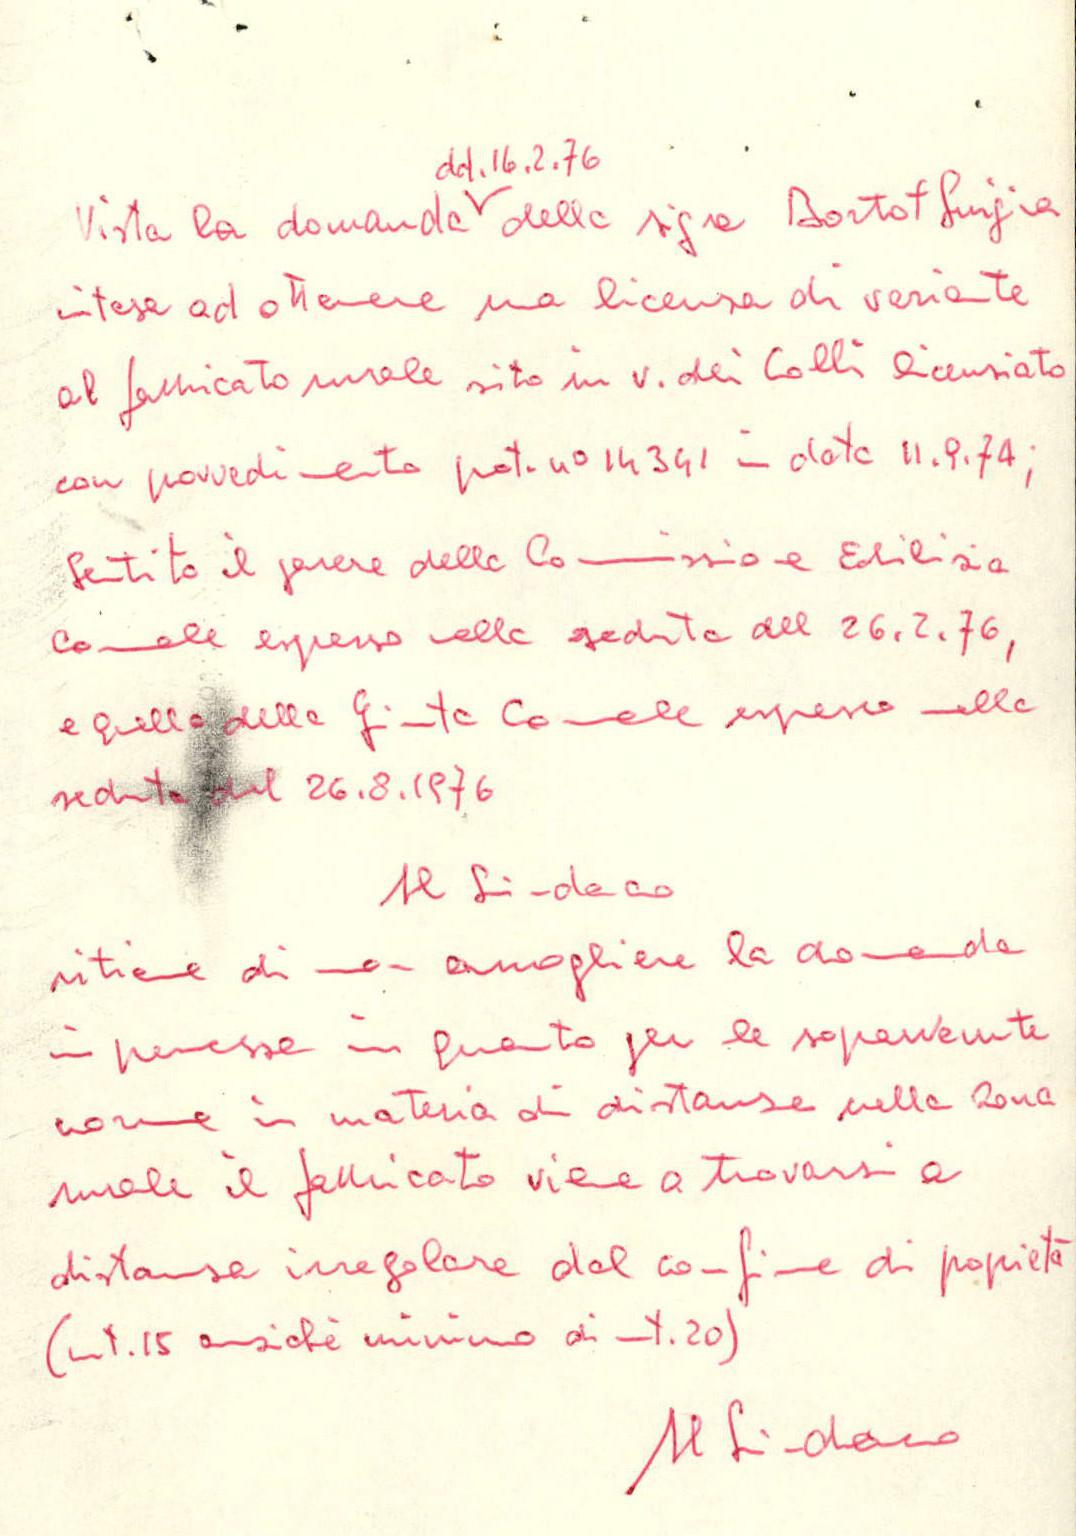 dd. 16.2.76
Vista la domanda della sig.ra Bortot Luigia
intesa ad ottenere una licenza di variante
al fabbricato rurale sito in v. dei Colli licenziato
con provvedimento prot. n° 14341 in data 11.9.74;
Sentito il parere della Commissione Edilizia
Com.ale espresso nella seduta del 26.2.76,
e quello della Giunta Com.ale espresso nella
seduta del 26.8.1976
Il Sindaco
ritiene di non accogliere la domanda
in premessa in quanto per le sopravvenute
norme in materia di distanze nella zona
rurale il fabbricato viene a trovarsi a
distanza irregolare dal confine di proprietà
(mt. 15 anzichè minimo di mt. 20)
Il Sindaco